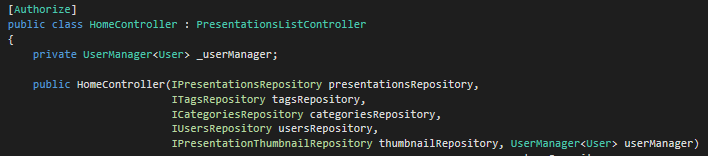 [Authorize]
public class HomeController : PresentationsListController
{
private UserManager<User> _userManager;
public HomeController(IPresentationsRepository presentationsRepository,
ITagsRepository tagsRepository,
ICategoriesRepository categoriesRepository,
IUsersRepository usersRepository,
IPresentationThumbnailRepository thumbnailRepository, UserManager<User> userManager)